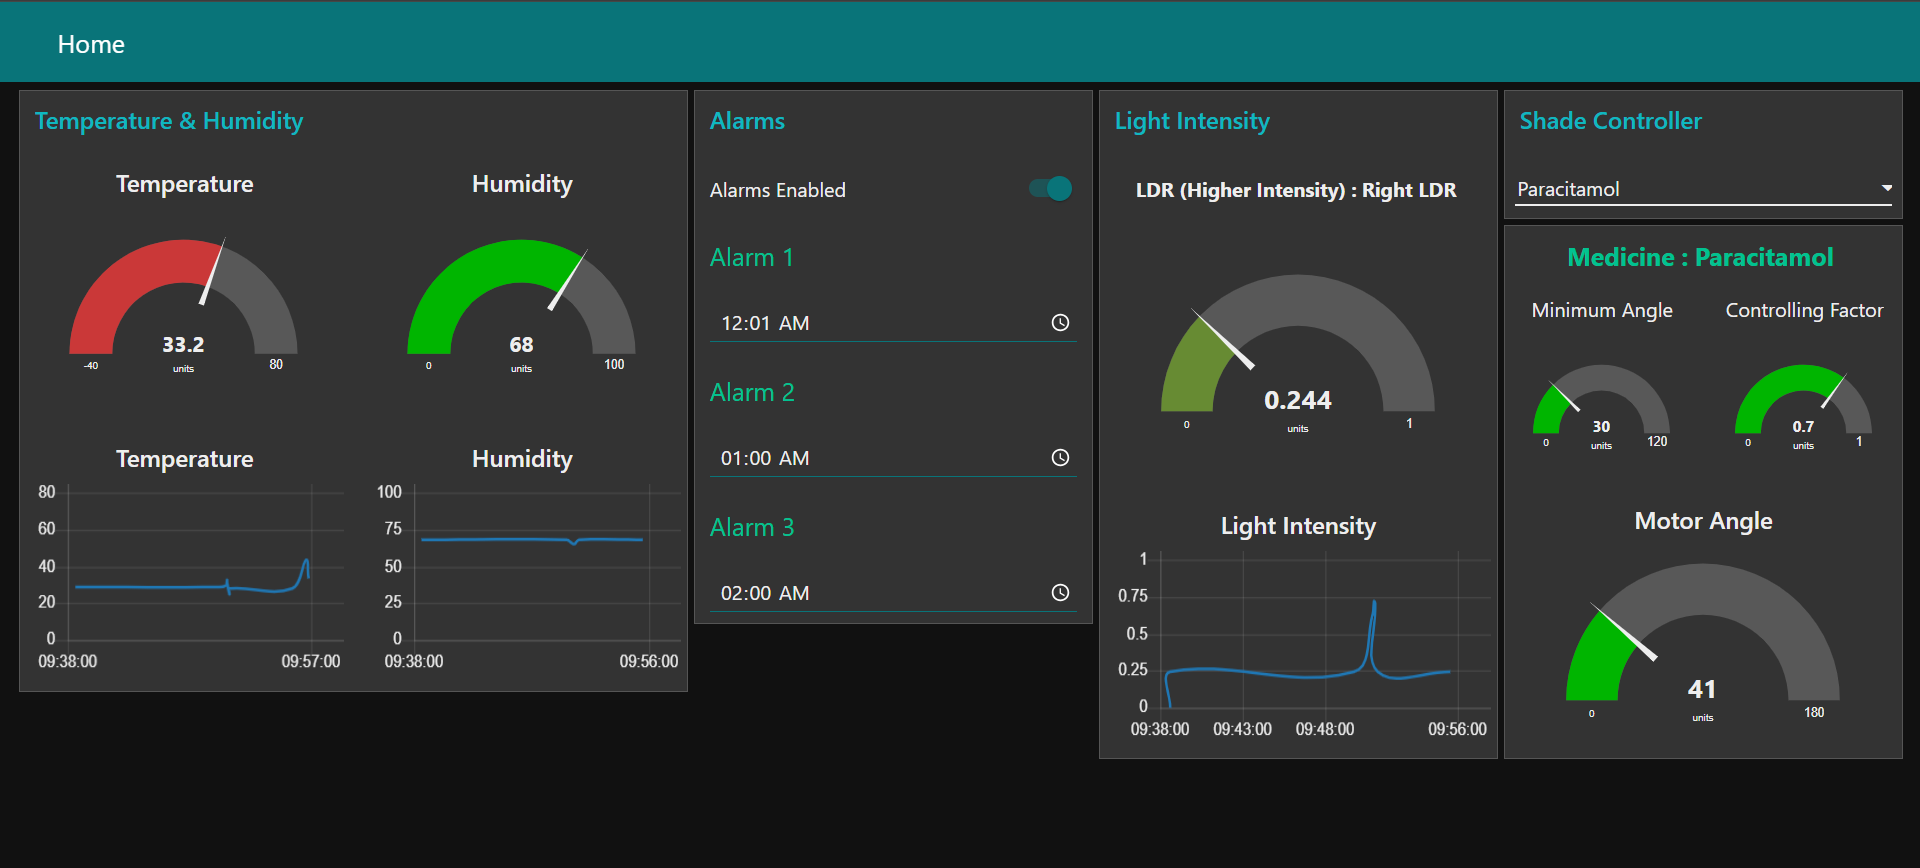 Home
Temperature & Humidity
Temperature
Humidity
33.2
units
-40
80
68
units
0
100
Temperature
80
60
40
20
0
09:38:00
09:57:00
Humidity
100
75
50
25
0
09:38:00
09:56:00
Alarms
Alarms Enabled
Alarm 1
12:01 AM
Alarm 2
01:00 AM
Alarm 3
02:00 AM
Light Intensity
LDR (Higher Intensity) : Right LDR
0.244
units
0
1
Light Intensity
1
0.75
0.5
0.25
0
09:38:00
09:43:00
09:48:00
09:56:00
Shade Controller
Paracitamol
Medicine : Paracitamol
Minimum Angle
Controlling Factor
30
units
0
120
0.7
units
0
1
Motor Angle
41
units
0
180